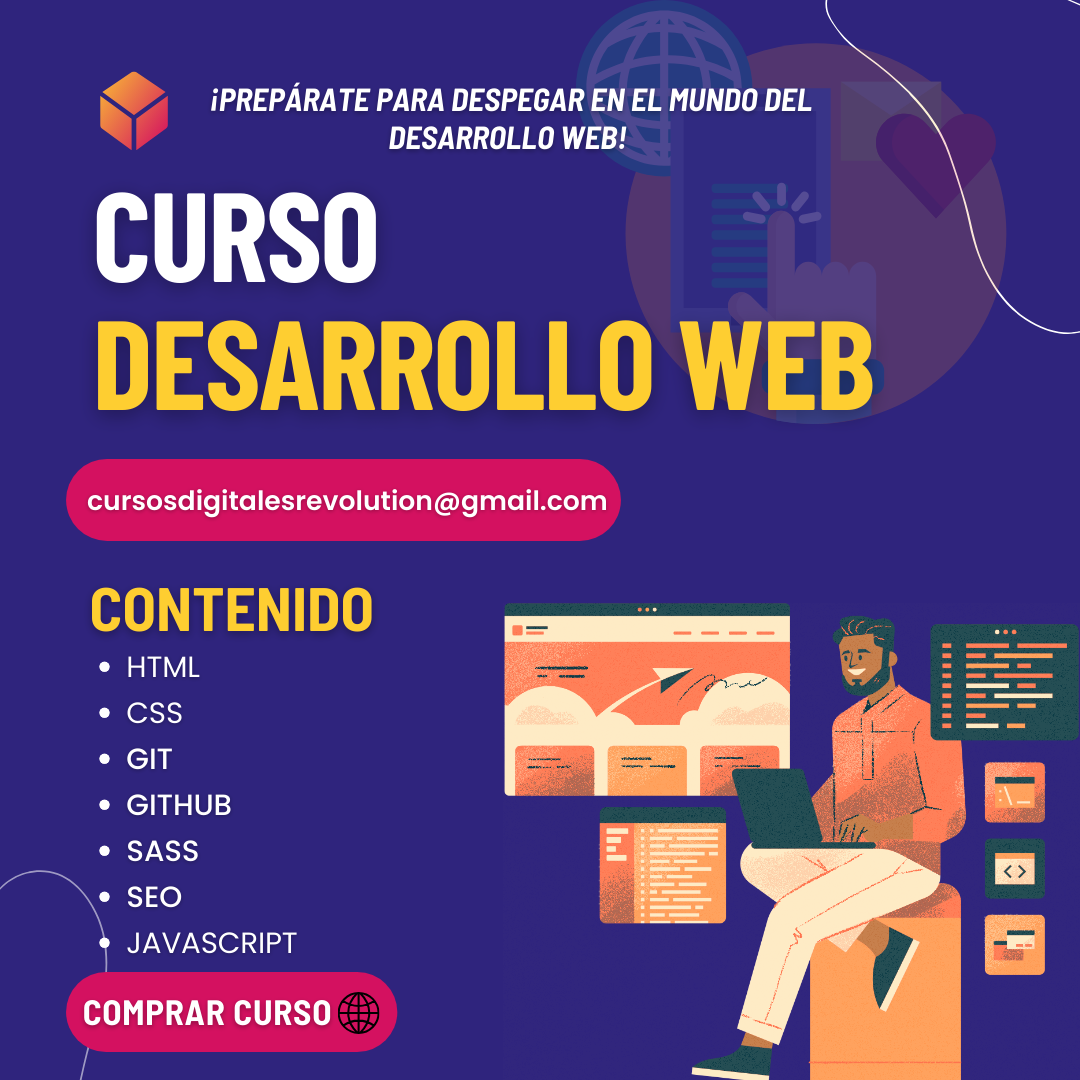 ¡PREPÁRATE PARA DESPEGAR EN EL MUNDO DEL
DESARROLLO WEB!
CURSO
DESARROLLO WEB
cursosdigitalesrevolution@gmail.com
CONTENIDO
• HTML
• CSS
• GIT
• GITHUB
• SASS
• SEO
• JAVASCRIPT
COMPRAR CURSO